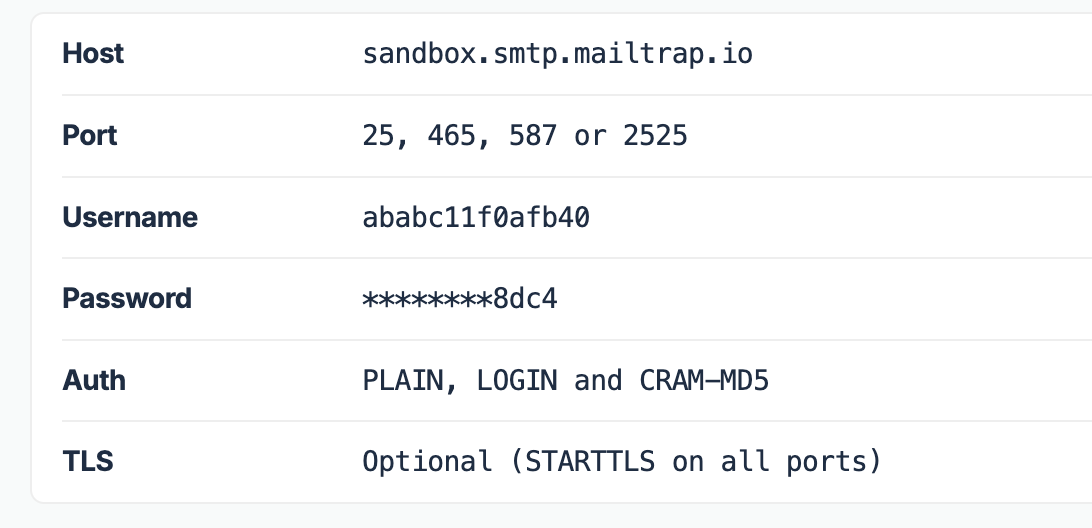 Host sandbox.smtp.mailtrap.io
Port 25, 465, 587 or 2525
Username ababc11f0afb40
Password ********8dc4
Auth PLAIN, LOGIN and CRAM-MD5
TLS Optional (STARTTLS on all ports)